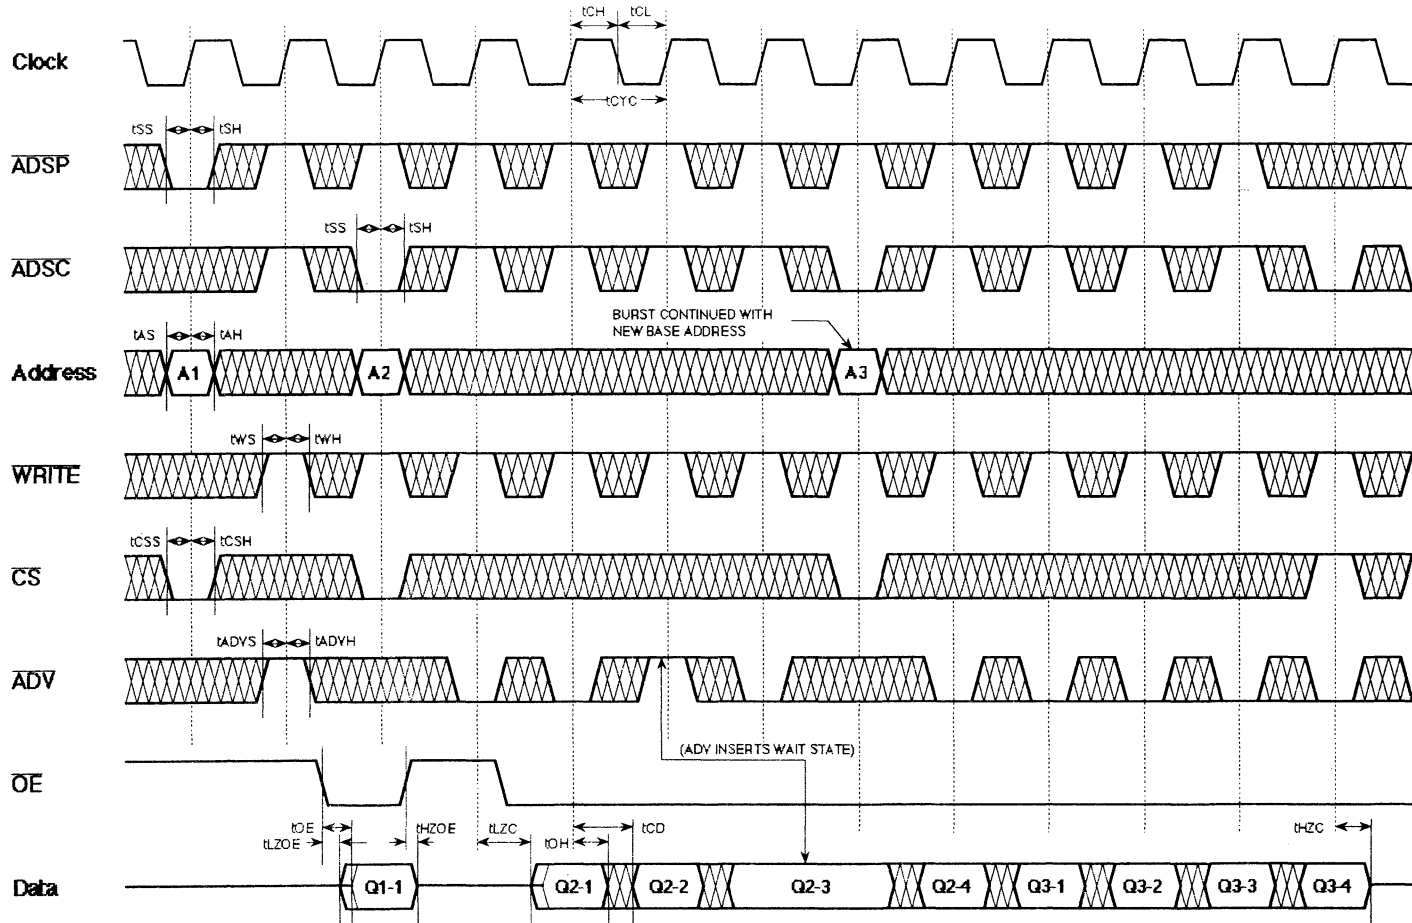 tCH tCL
Clock
tCYC
tSS tSH
ADSP
tSS tSH
ADSC
BURST CONTINUED WITH
NEW BASE ADDRESS
tAS tAH
Address A1 A2 A3
tWS tWH
WRITE
tCSS tCSH
CS
tADVS tADVH
ADV
(ADV INSERTS WAIT STATE)
OE
tOE tHZOE tLZC tCD tHZC
tLZOE tOH
Data Q1-1 Q2-1 Q2-2 Q2-3 Q2-4 Q3-1 Q3-2 Q3-3 Q3-4